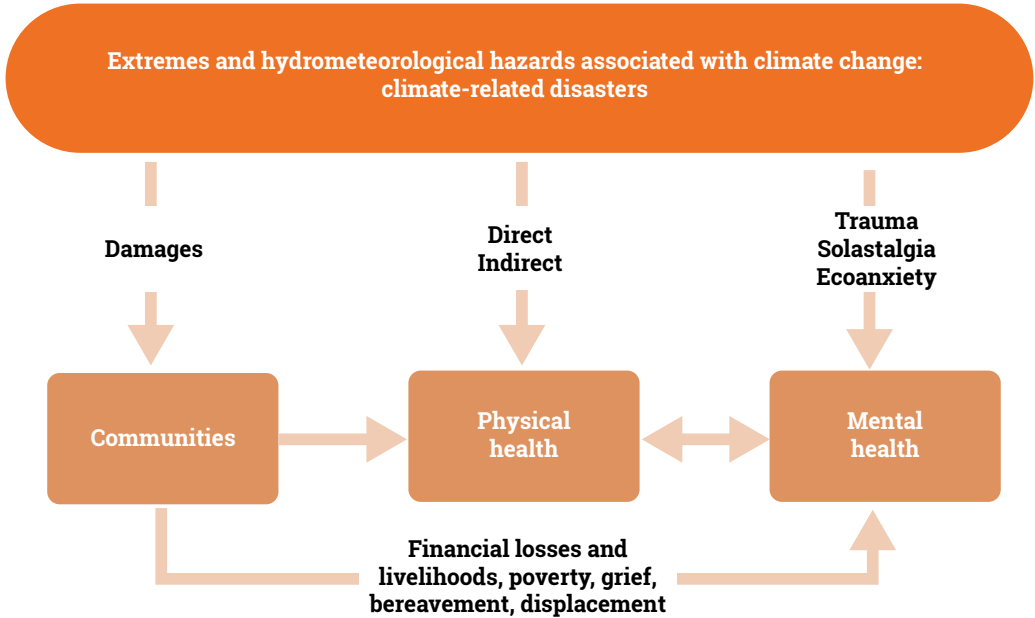 Extremes and hydrometeorological hazards associated with climate change:
climate-related disasters
Damages
Direct
Indirect
Trauma
Solastalgia
Ecoanxiety
Communities
Physical
health
Mental
health
Financial losses and
livelihoods, poverty, grief,
bereavement, displacement